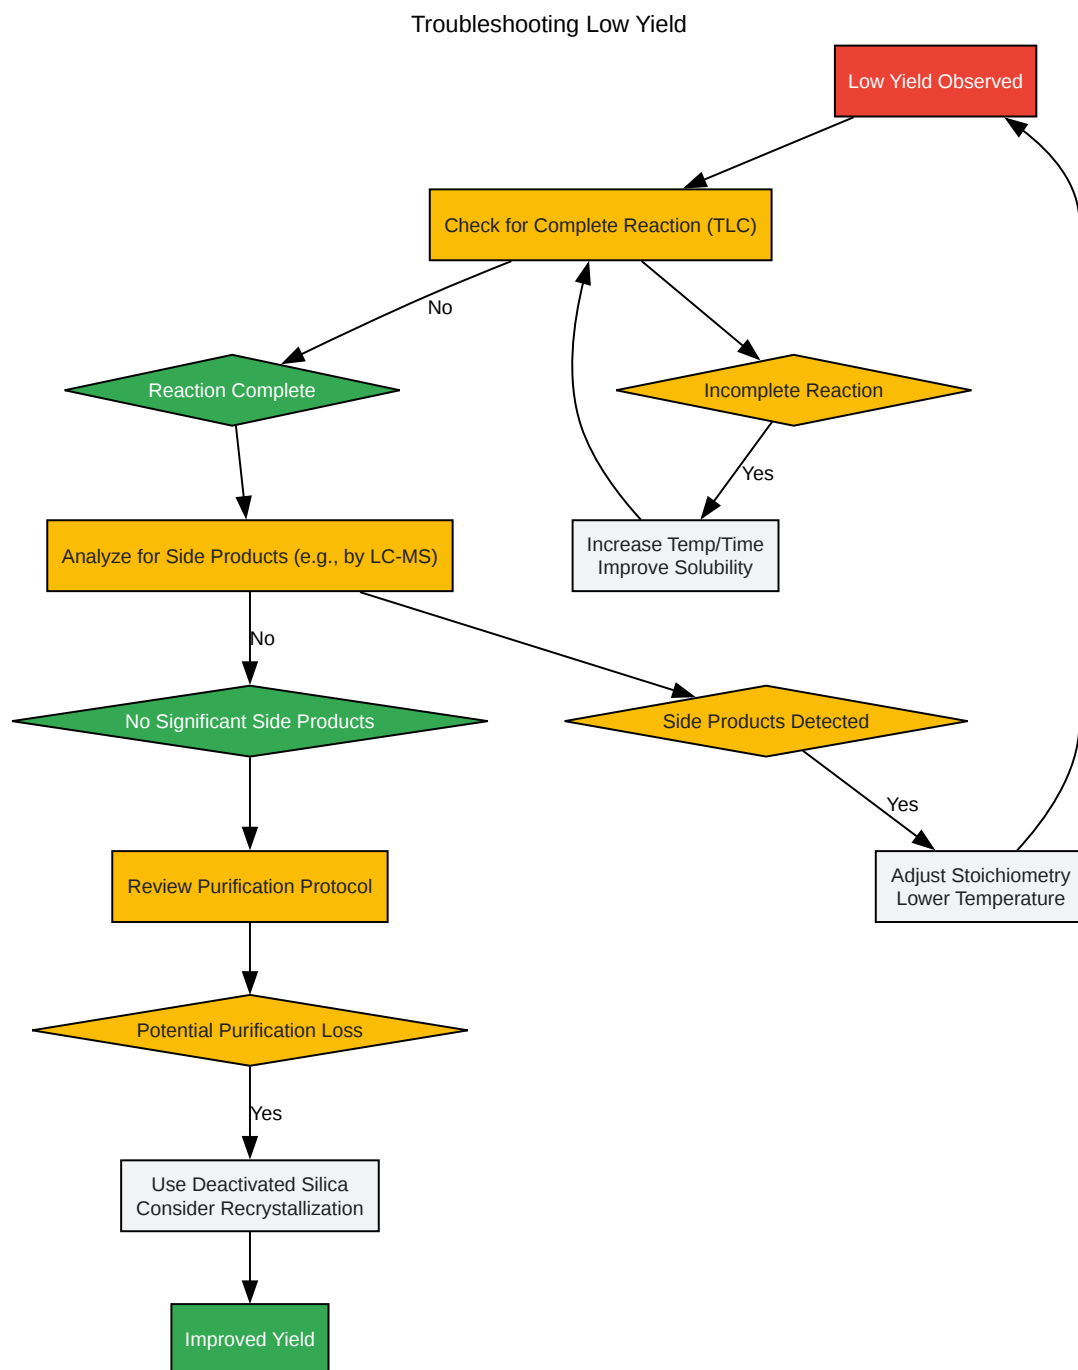 Troubleshooting Low Yield
Low Yield Observed
Check for Complete Reaction (TLC)
No
Reaction Complete
Incomplete Reaction
Yes
Analyze for Side Products (e.g., by LC-MS)
Increase Temp/Time
Improve Solubility
No
No Significant Side Products
Side Products Detected
Yes
Review Purification Protocol
Adjust Stoichiometry
Lower Temperature
Potential Purification Loss
Yes
Use Deactivated Silica
Consider Recrystallization
Improved Yield